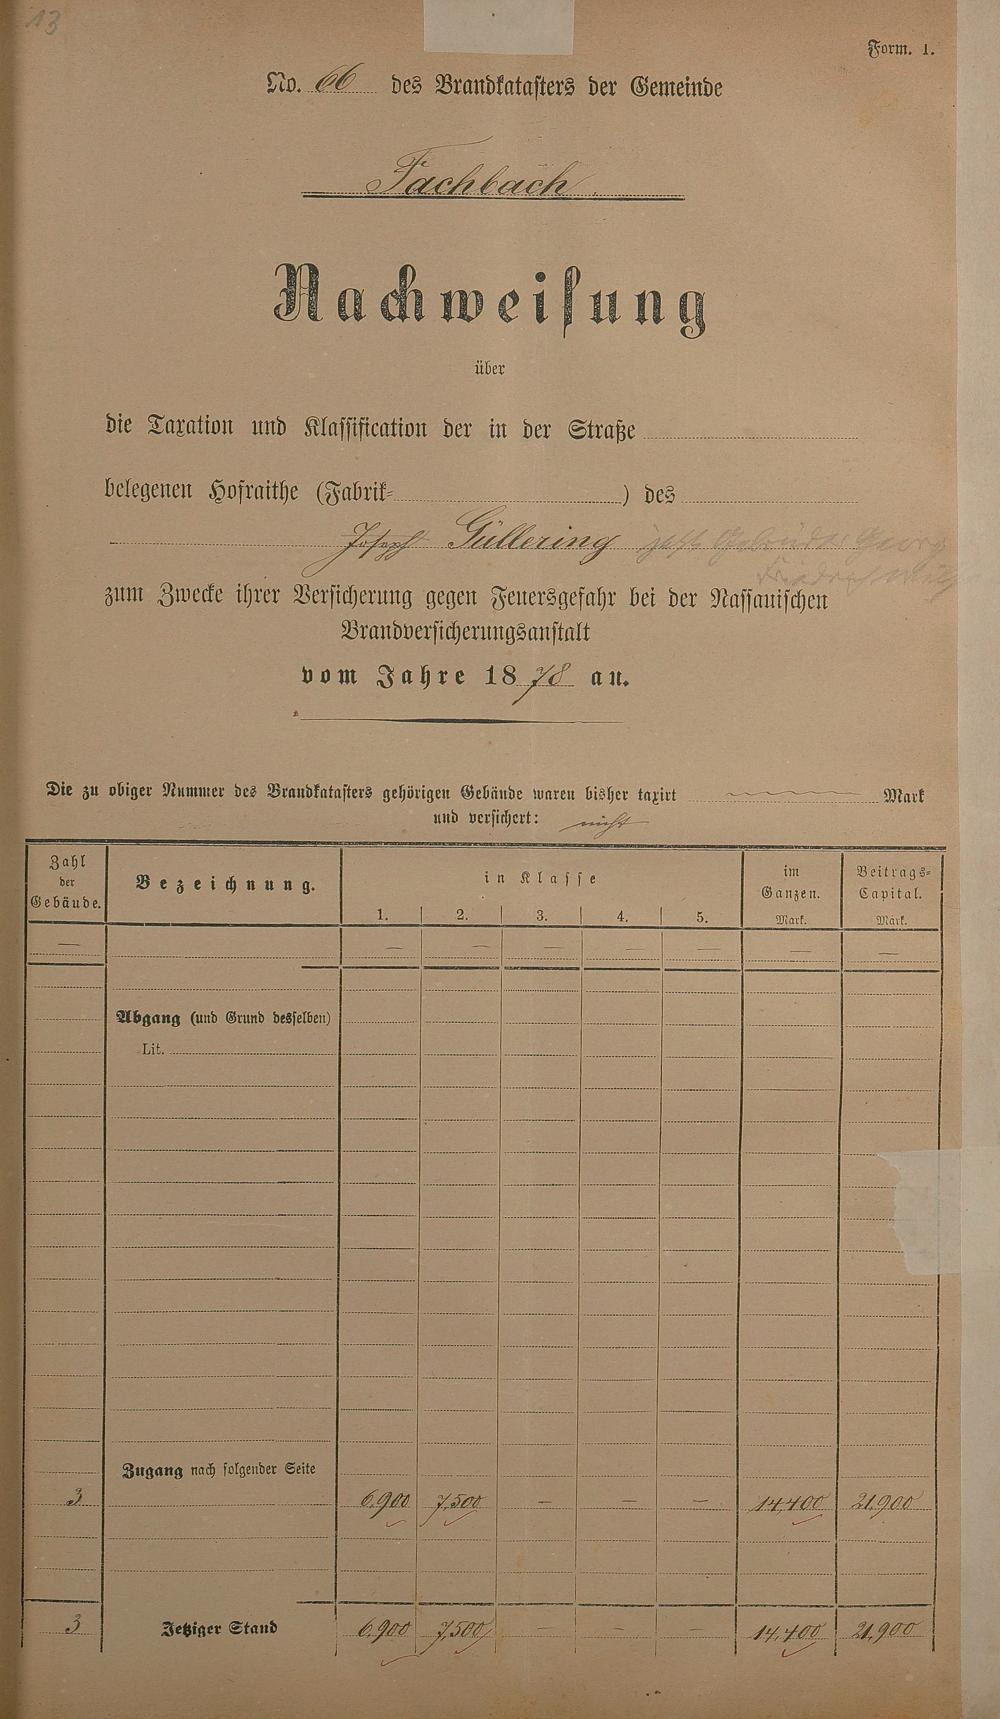 13
Form. 1.
No. 66 des Brandkatasters der Gemeinde
Fachbach.
Nachweisung
über
die Taxation und Klassification der in der Straße
belegenen Hofraithe (Fabrik- ) des
Joseph Güllering jetzt Gebrüder Georg
Friedrich
zum Zwecke ihrer Versicherung gegen Feuersgefahr bei der Nassauischen
Brandversicherungsanstalt
vom Jahre 1878 an.
Die zu obiger Nummer des Brandkatasters gehörigen Gebäude waren bisher taxirt Mark
und versichert: nicht
Zahl der Gebäude. Bezeichnung. in Klasse im Ganzen. Beitrags-Capital.
1. 2. 3. 4. 5. Mark. Mark.
— — — — — — — —
Abgang (und Grund desselben)
Lit.
Zugang nach folgender Seite
3 6,900 7,500 — — — 14,400 21,900
3 Jetziger Stand 6,900 7,500 — — — 14,400 21,900